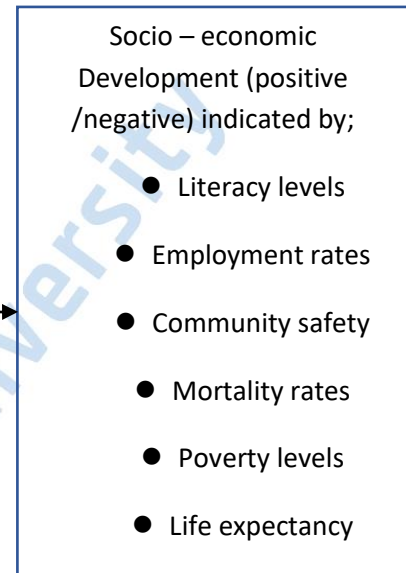 Socio – economic
Development (positive
/negative) indicated by;
● Literacy levels
● Employment rates
● Community safety
● Mortality rates
● Poverty levels
● Life expectancy